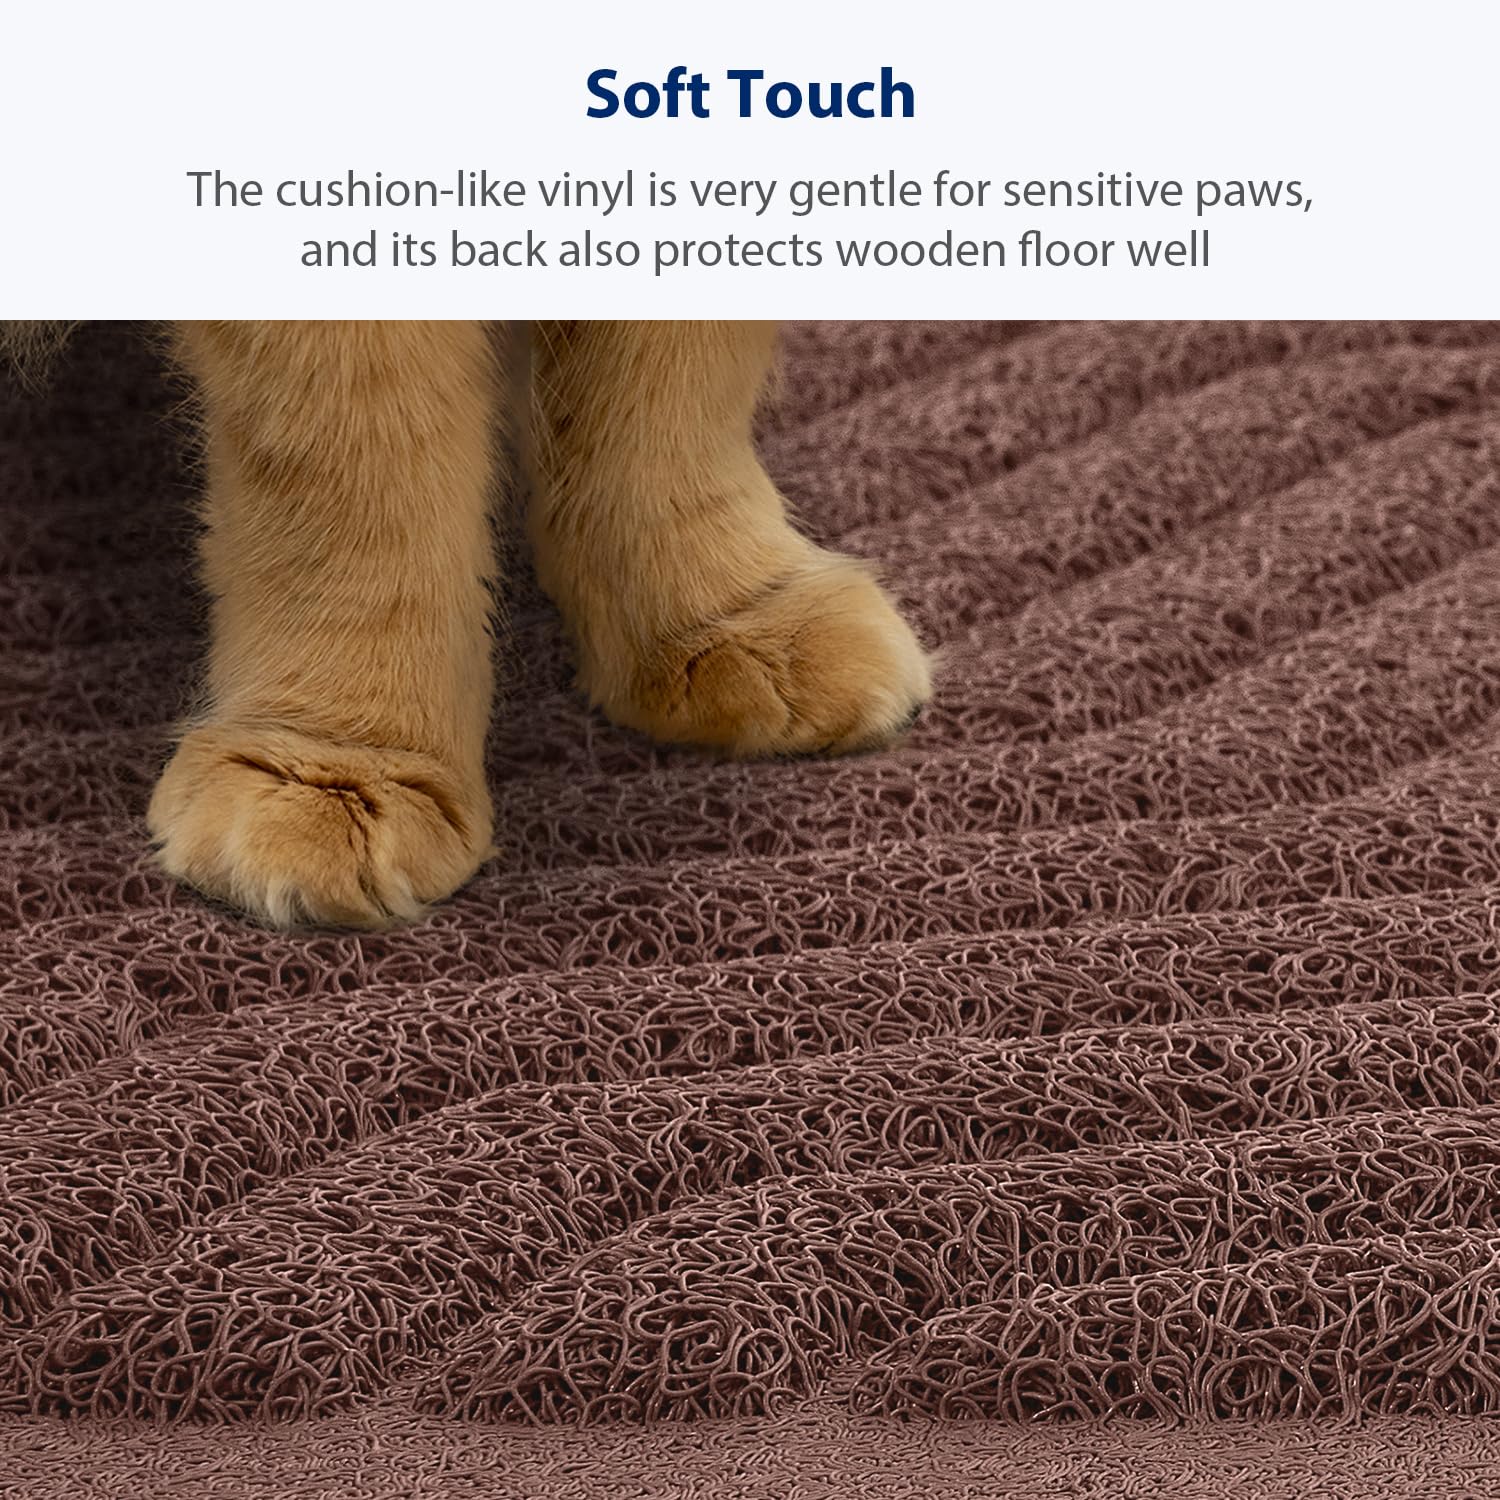 Soft Touch
The cushion-like vinyl is very gentle for sensitive paws,
and its back also protects wooden floor well